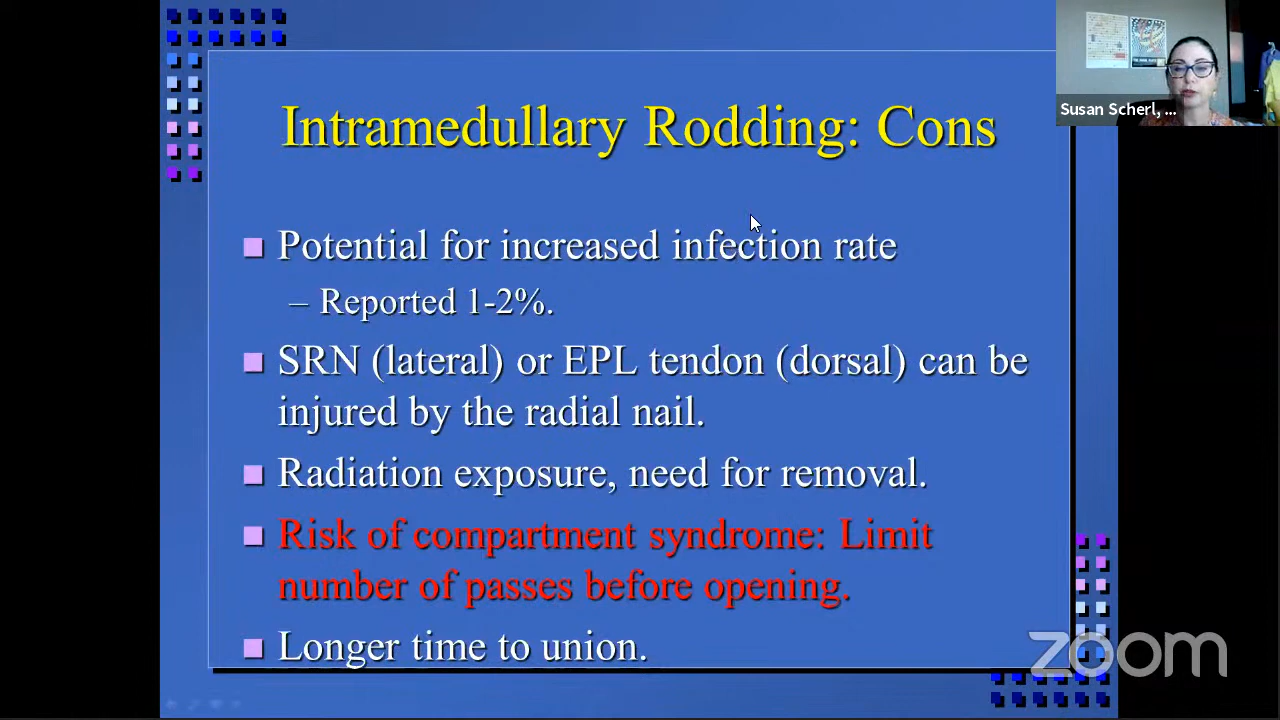 Intramedullary Rodding: Cons
Susan Scherl, ...
Potential for increased infection rate
– Reported 1-2%.
SRN (lateral) or EPL tendon (dorsal) can be
injured by the radial nail.
Radiation exposure, need for removal.
Risk of compartment syndrome: Limit
number of passes before opening.
Longer time to union.
zoom